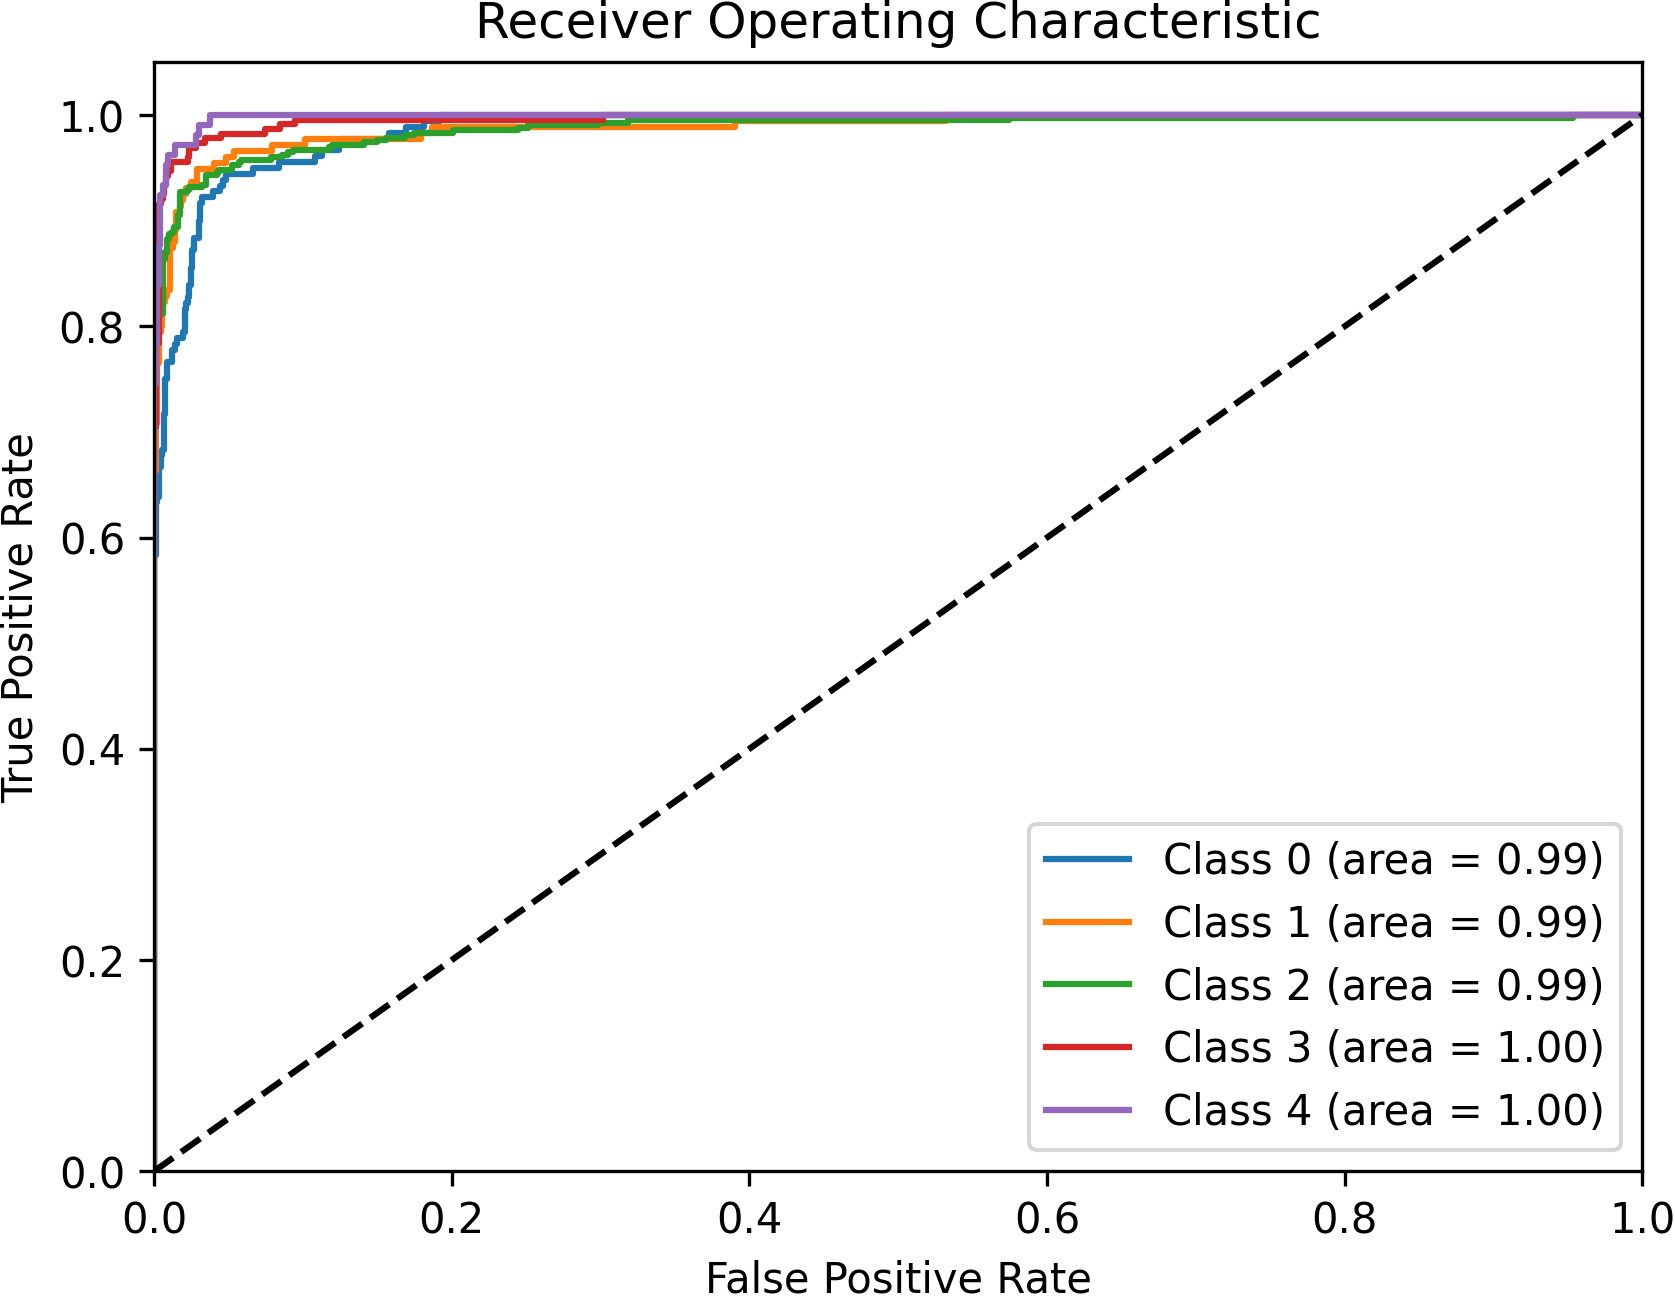 Receiver Operating Characteristic
1.0
0.8
0.6
0.4
0.2
0.0
True Positive Rate
Class 0 (area = 0.99)
Class 1 (area = 0.99)
Class 2 (area = 0.99)
Class 3 (area = 1.00)
Class 4 (area = 1.00)
0.0 0.2 0.4 0.6 0.8 1.0
False Positive Rate